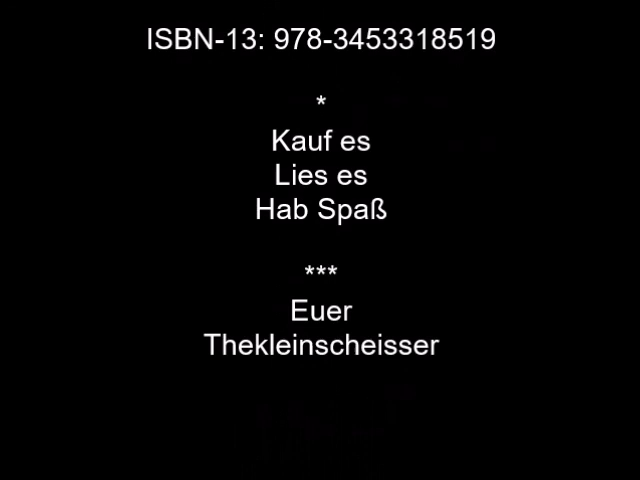 ISBN-13: 978-3453318519
*
Kauf es
Lies es
Hab Spaß
***
Euer
Thekleinscheisser